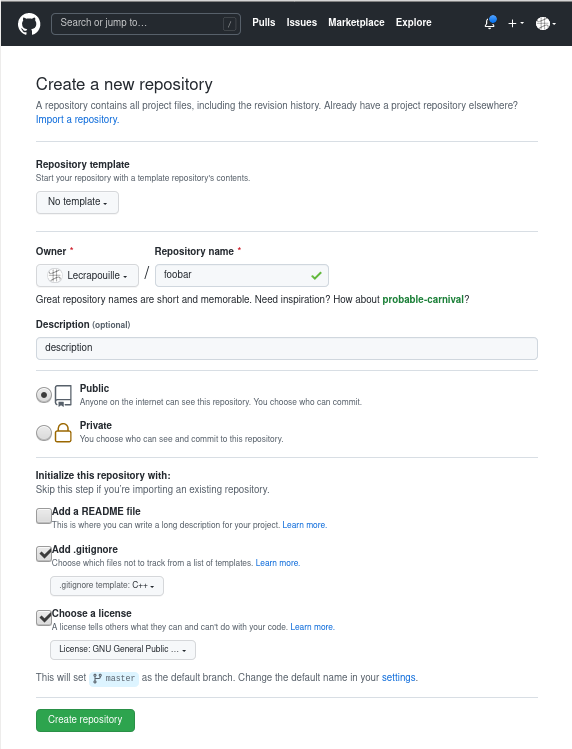 Search or jump to…
/
Pulls Issues Marketplace Explore
Create a new repository
A repository contains all project files, including the revision history. Already have a project repository elsewhere?
Import a repository.
Repository template
Start your repository with a template repository's contents.
No template
Owner * Repository name *
Lecrapouille / foobar
Great repository names are short and memorable. Need inspiration? How about probable-carnival?
Description (optional)
description
Public
Anyone on the internet can see this repository. You choose who can commit.
Private
You choose who can see and commit to this repository.
Initialize this repository with:
Skip this step if you're importing an existing repository.
Add a README file
This is where you can write a long description for your project. Learn more.
Add .gitignore
Choose which files not to track from a list of templates. Learn more.
.gitignore template: C++
Choose a license
A license tells others what they can and can't do with your code. Learn more.
License: GNU General Public …
This will set master as the default branch. Change the default name in your settings.
Create repository